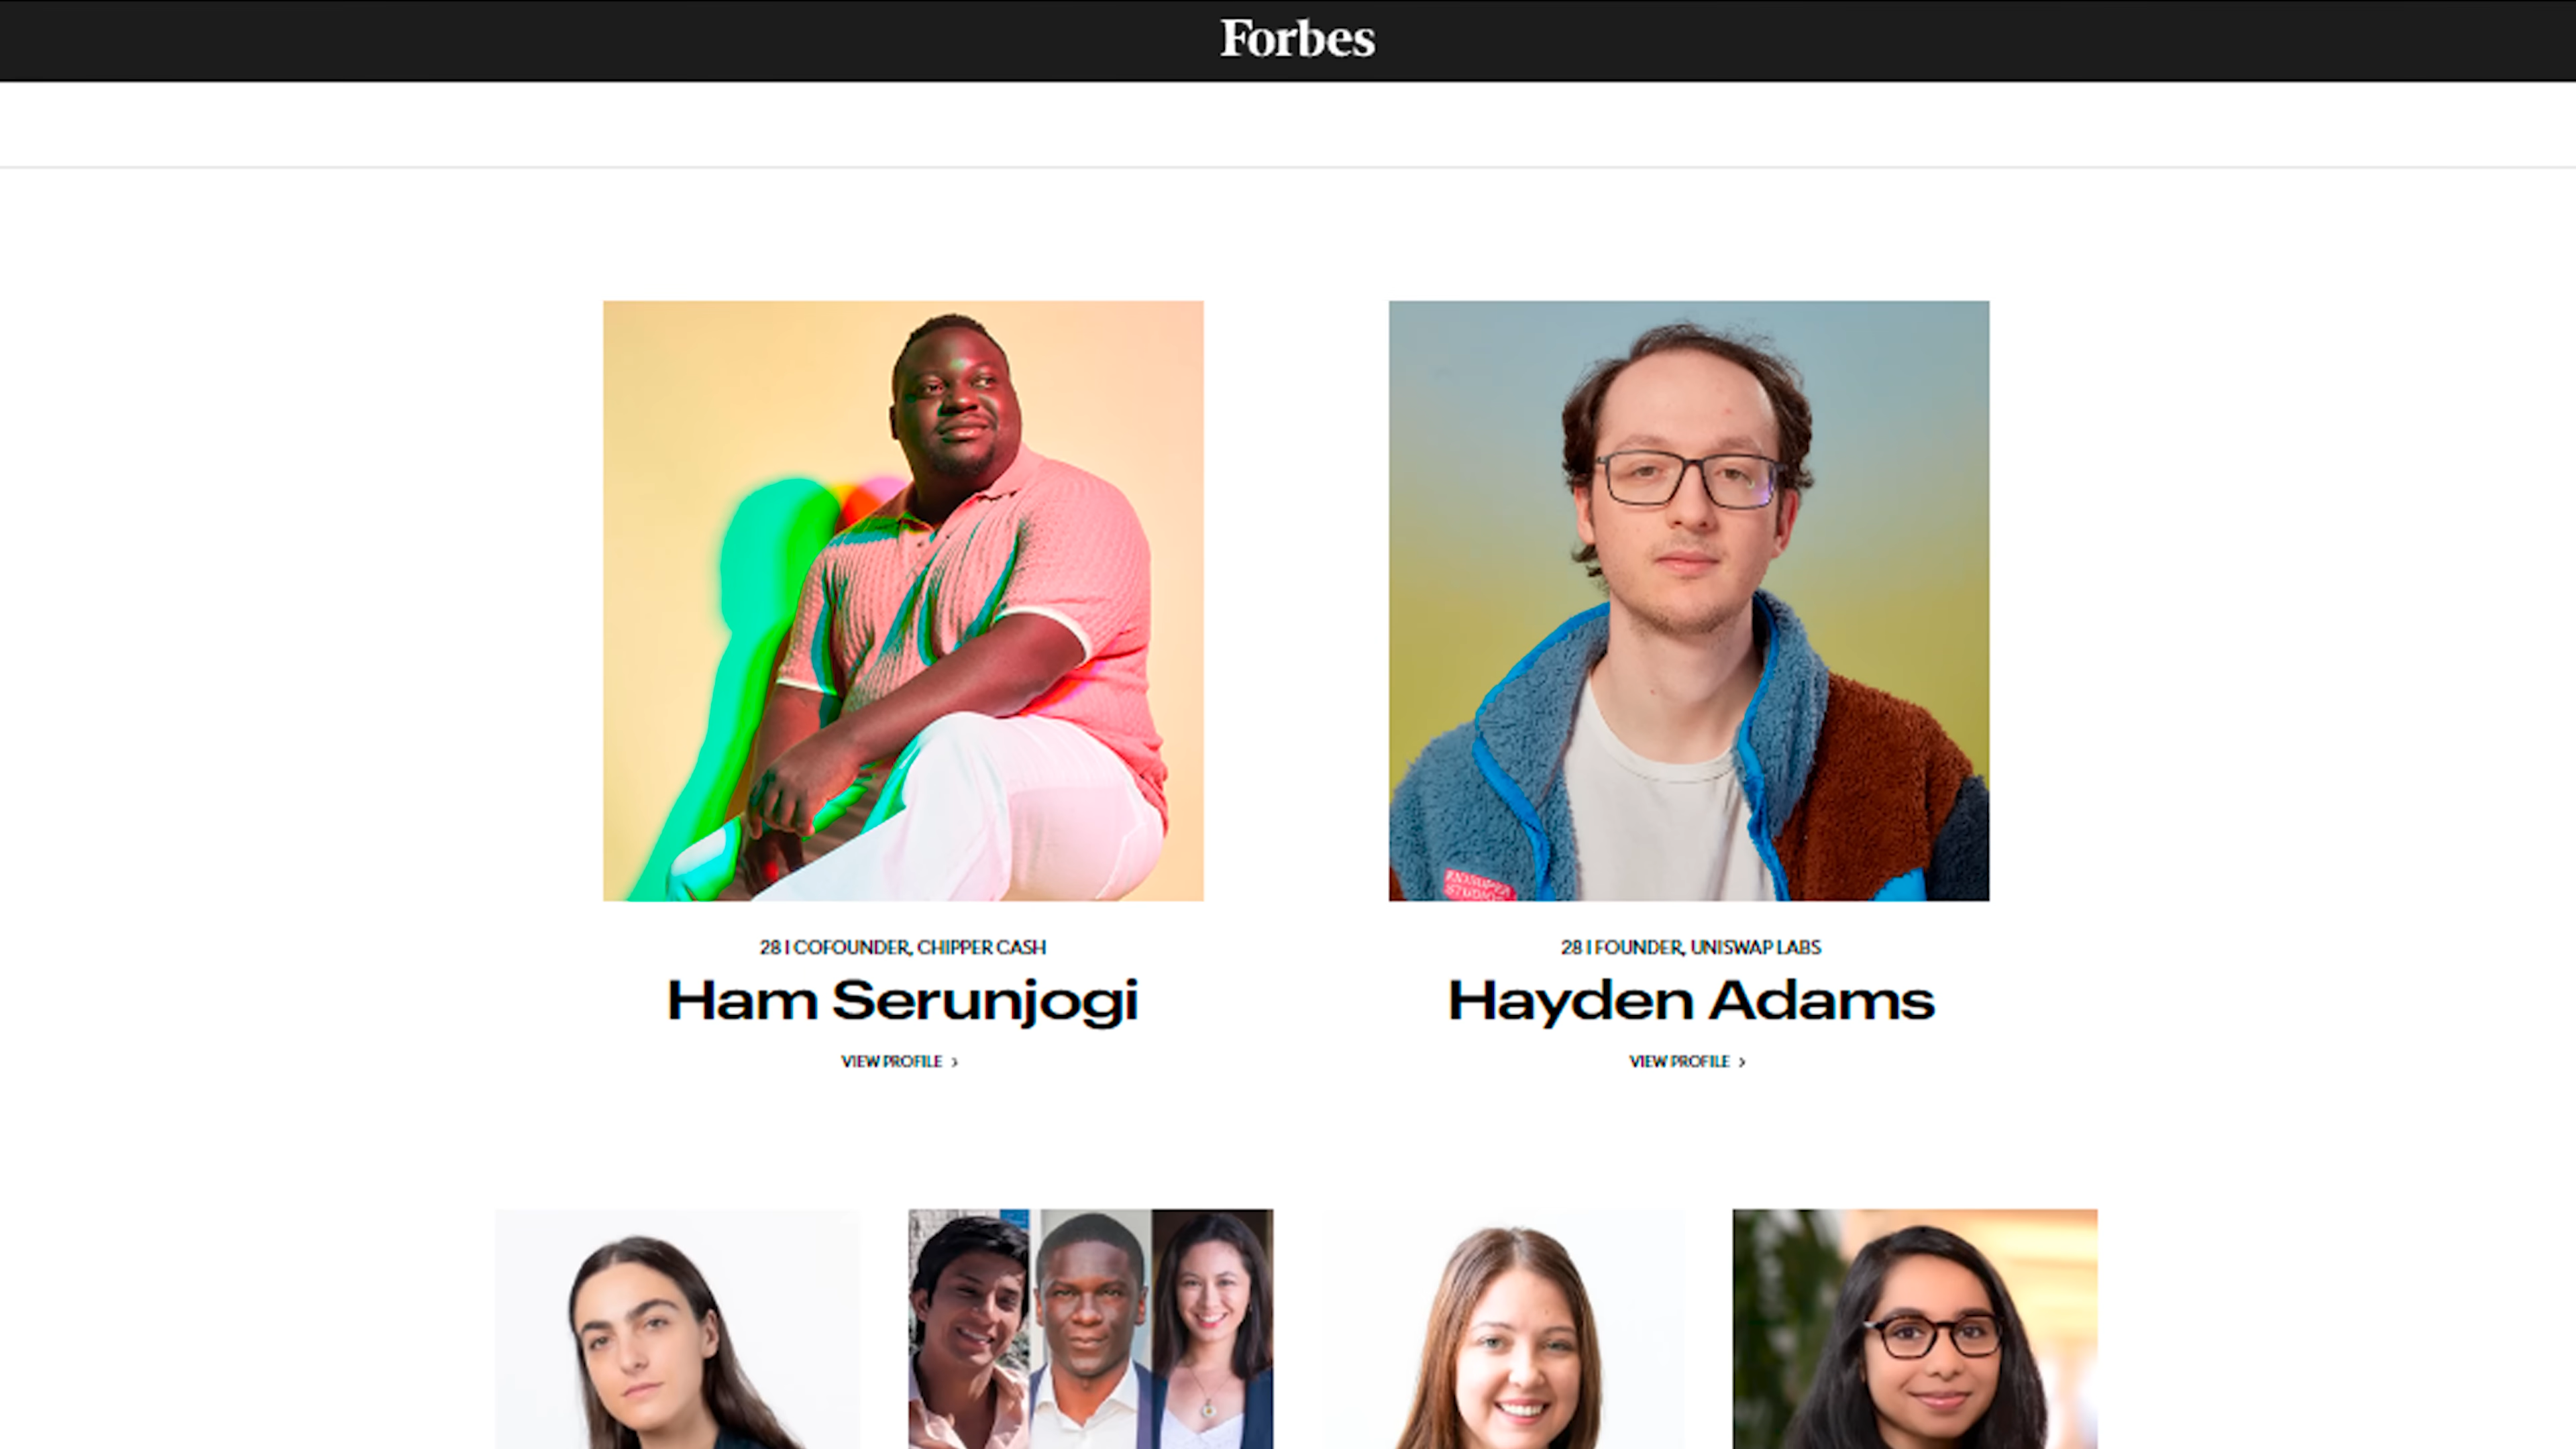 Forbes
28 | COFOUNDER, CHIPPER CASH
Ham Serunjogi
VIEW PROFILE >
28 | FOUNDER, UNISWAP LABS
Hayden Adams
VIEW PROFILE >